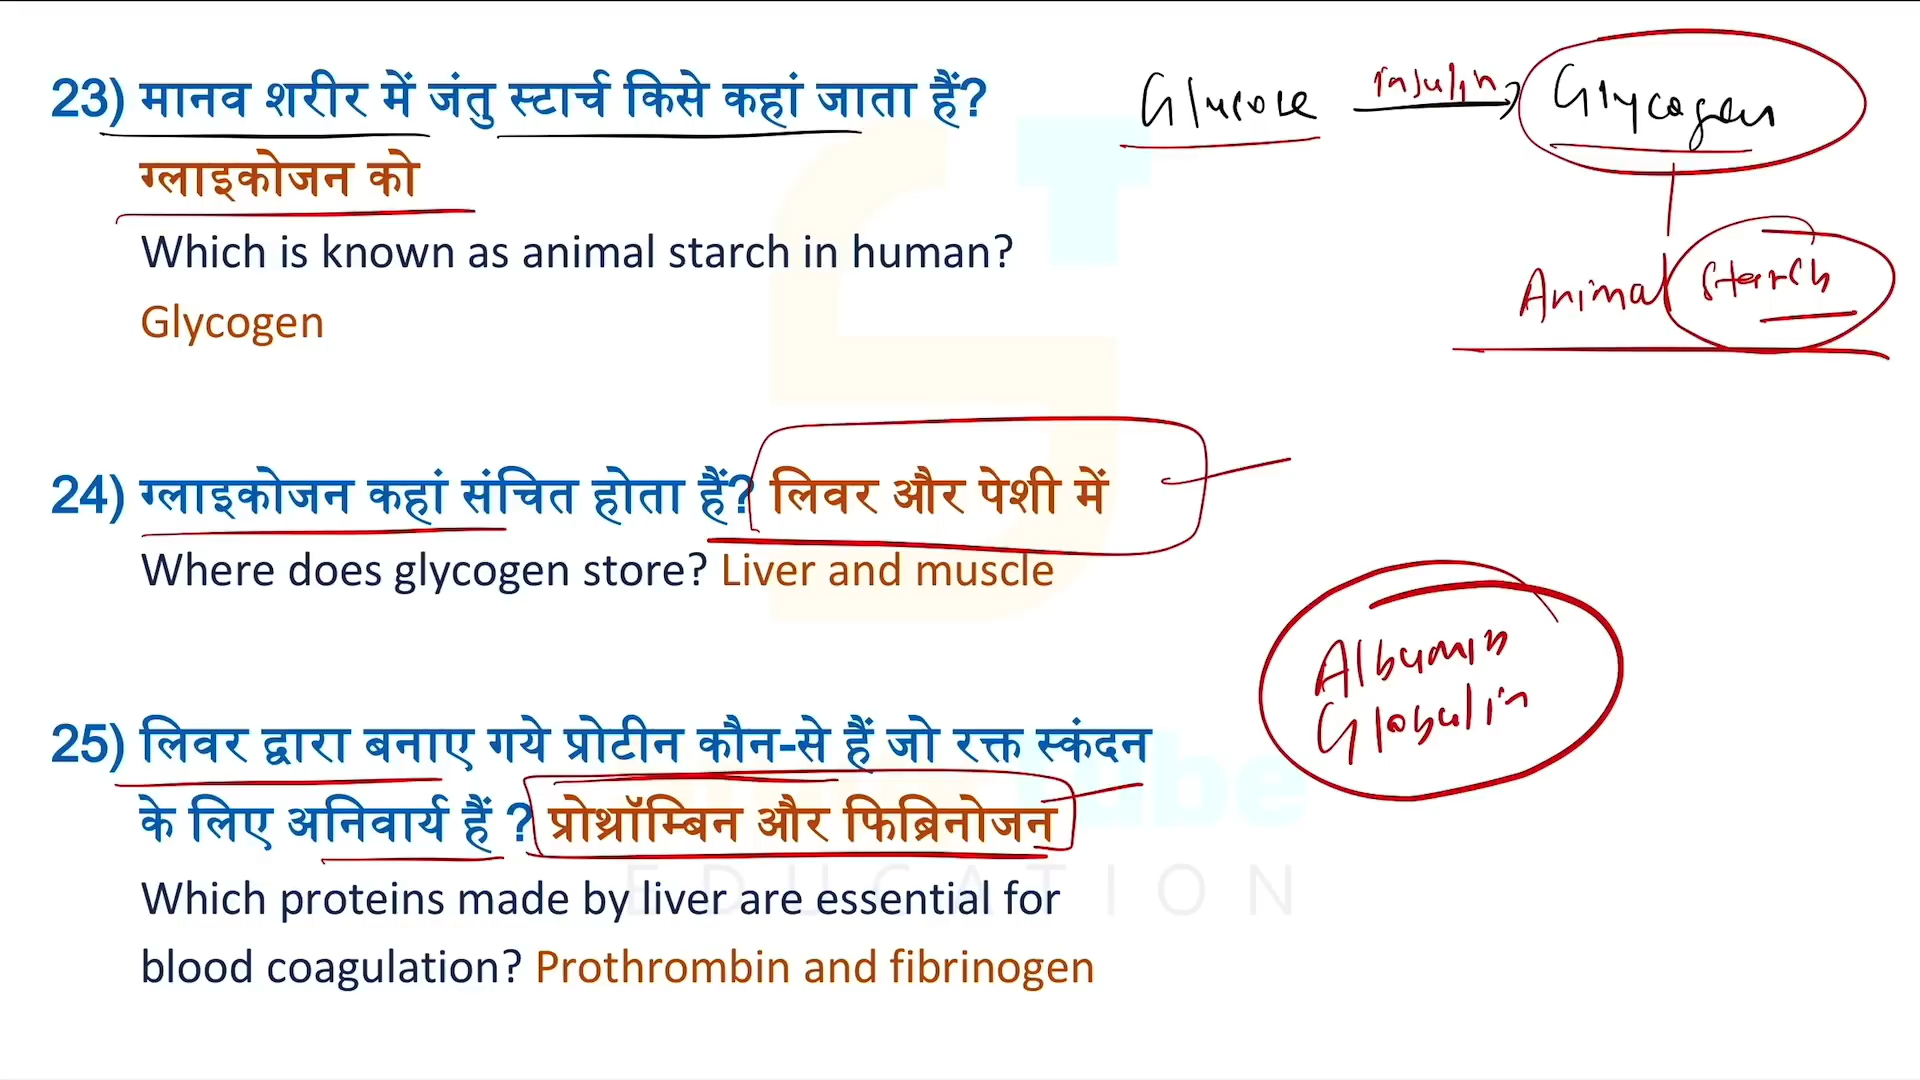 23) मानव शरीर में जंतु स्टार्च किसे कहां जाता हैं?
ग्लाइकोजन को
Which is known as animal starch in human?
Glycogen
Glucose insulin Glycogen
Animal Starch
24) ग्लाइकोजन कहां संचित होता हैं? लिवर और पेशी में
Where does glycogen store? Liver and muscle
Albumin
Globulin
25) लिवर द्वारा बनाए गये प्रोटीन कौन-से हैं जो रक्त स्कंदन
के लिए अनिवार्य हैं ? प्रोथ्रॉम्बिन और फिब्रिनोजन
Which proteins made by liver are essential for
blood coagulation? Prothrombin and fibrinogen
EDUCATION